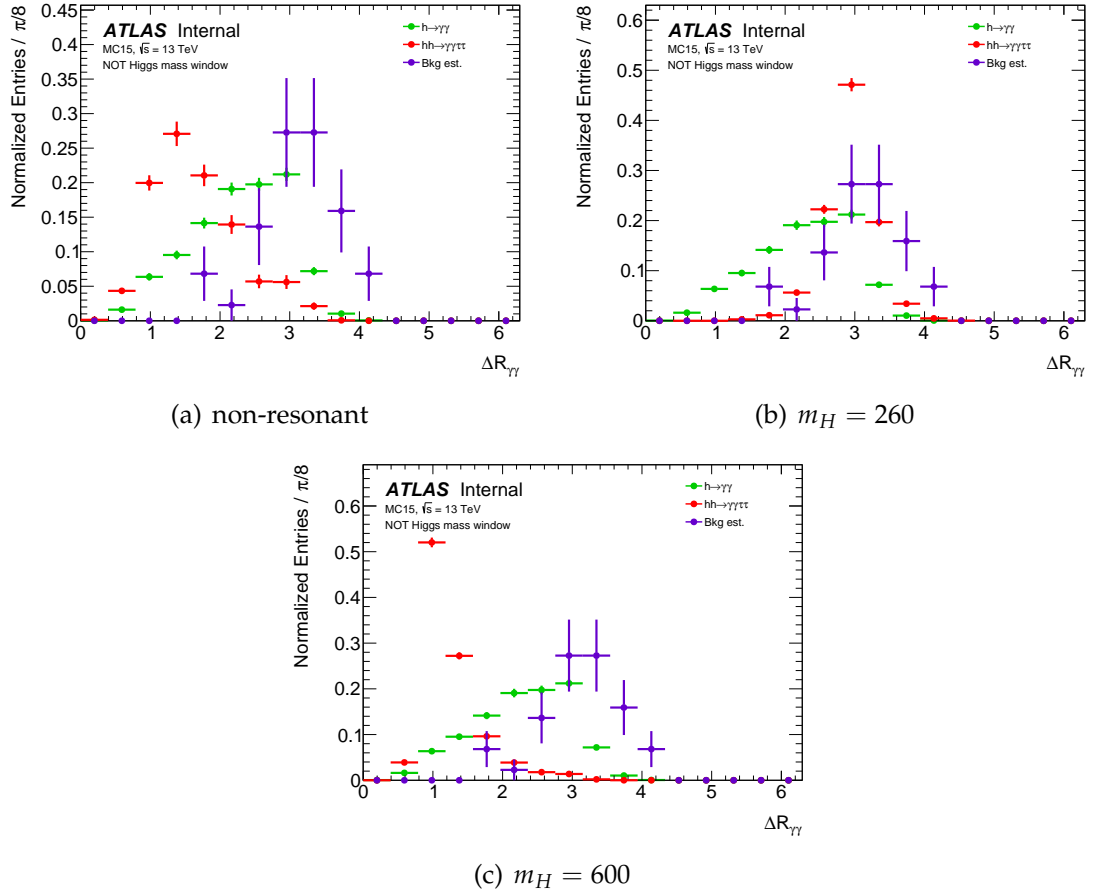 Normalized Entries / π/8
ATLAS Internal
MC15, √s = 13 TeV
NOT Higgs mass window
h→γγ
hh→γγττ
Bkg est.
0.45
0.4
0.35
0.3
0.25
0.2
0.15
0.1
0.05
0
0 1 2 3 4 5 6
ΔRγγ
(a) non-resonant
Normalized Entries / π/8
ATLAS Internal
MC15, √s = 13 TeV
NOT Higgs mass window
h→γγ
hh→γγττ
Bkg est.
0.6
0.5
0.4
0.3
0.2
0.1
0
0 1 2 3 4 5 6
ΔRγγ
(b) m_H = 260
Normalized Entries / π/8
ATLAS Internal
MC15, √s = 13 TeV
NOT Higgs mass window
h→γγ
hh→γγττ
Bkg est.
0.6
0.5
0.4
0.3
0.2
0.1
0
0 1 2 3 4 5 6
ΔRγγ
(c) m_H = 600